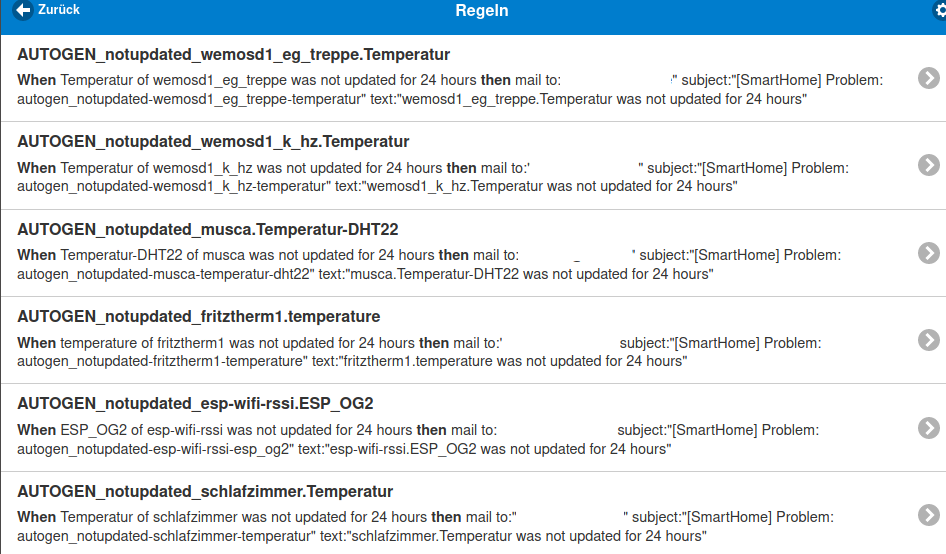 Zurück
Regeln
AUTOGEN_notupdated_wemosd1_eg_treppe.Temperatur
When Temperatur of wemosd1_eg_treppe was not updated for 24 hours then mail to: " subject:"[SmartHome] Problem:
autogen_notupdated-wemosd1_eg_treppe-temperatur" text:"wemosd1_eg_treppe.Temperatur was not updated for 24 hours"
AUTOGEN_notupdated_wemosd1_k_hz.Temperatur
When Temperatur of wemosd1_k_hz was not updated for 24 hours then mail to:' " subject:"[SmartHome] Problem:
autogen_notupdated-wemosd1_k_hz-temperatur" text:"wemosd1_k_hz.Temperatur was not updated for 24 hours"
AUTOGEN_notupdated_musca.Temperatur-DHT22
When Temperatur-DHT22 of musca was not updated for 24 hours then mail to: _ " subject:"[SmartHome] Problem:
autogen_notupdated-musca-temperatur-dht22" text:"musca.Temperatur-DHT22 was not updated for 24 hours"
AUTOGEN_notupdated_fritztherm1.temperature
When temperature of fritztherm1 was not updated for 24 hours then mail to:' subject:"[SmartHome] Problem:
autogen_notupdated-fritztherm1-temperature" text:"fritztherm1.temperature was not updated for 24 hours"
AUTOGEN_notupdated_esp-wifi-rssi.ESP_OG2
When ESP_OG2 of esp-wifi-rssi was not updated for 24 hours then mail to: subject:"[SmartHome] Problem:
autogen_notupdated-esp-wifi-rssi-esp_og2" text:"esp-wifi-rssi.ESP_OG2 was not updated for 24 hours"
AUTOGEN_notupdated_schlafzimmer.Temperatur
When Temperatur of schlafzimmer was not updated for 24 hours then mail to:" " subject:"[SmartHome] Problem:
autogen_notupdated-schlafzimmer-temperatur" text:"schlafzimmer.Temperatur was not updated for 24 hours"